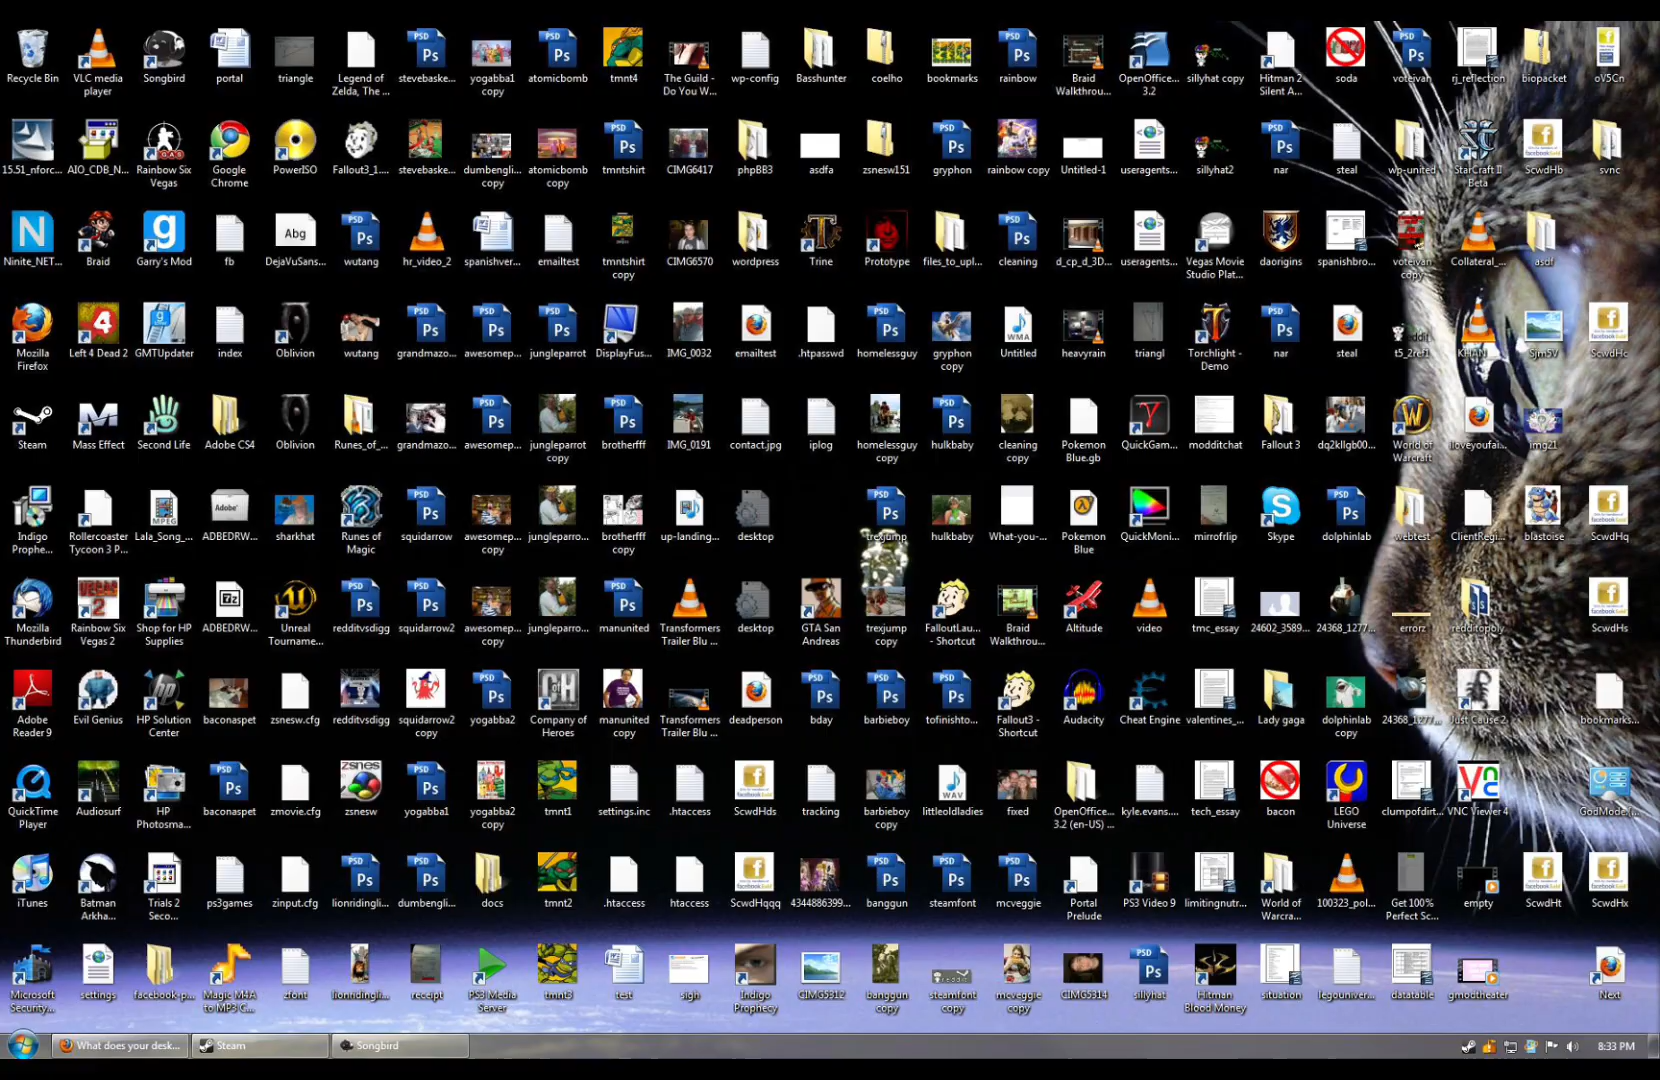 Recycle Bin
VLC media player
Songbird
portal
triangle
Legend of Zelda, The ...
stevebaske...
yogabba1 copy
atomicbomb
tmnt4
The Guild - Do You W...
wp-config
Basshunter
coelho
bookmarks
rainbow
Braid Walkthrou...
OpenOffice... 3.2
sillyhat copy
Hitman 2 Silent A...
soda
voteivan
rj_reflection
biopacket
oV5Cn
15.51_nforc...
AIO_CDB_N...
Rainbow Six Vegas
Google Chrome
PowerISO
Fallout3_1....
stevebaske...
dumbengli... copy
atomicbomb copy
tmntshirt
CIMG6417
phpBB3
asdfa
zsnesw151
gryphon
rainbow copy
Untitled-1
useragents...
sillyhat2
nar
steal
wp-united
StarCraft II Beta
ScwdHb
svnc
Ninite_NET...
Braid
Garry's Mod
fb
DejaVuSans...
wutang
hr_video_2
spanishver...
emailtest
tmntshirt copy
CIMG6570
wordpress
Trine
Prototype
files_to_upl...
cleaning
d_cp_d_3D...
useragents...
Vegas Movie Studio Plat...
daorigins
spanishbro...
voteivan copy
Collateral_...
asdf
Mozilla Firefox
Left 4 Dead 2
GMTUpdater
index
Oblivion
wutang
grandmazo...
awesomep...
jungleparrot
DisplayFus...
IMG_0032
emailtest
.htpasswd
homelessguy
gryphon copy
Untitled
heavyrain
triangl
Torchlight - Demo
nar
steal
t5_2ref1
KHAN_...
Sjm5V
ScwdHc
Steam
Mass Effect
Second Life
Adobe CS4
Oblivion
Runes_of_...
grandmazo...
awesomep...
jungleparrot copy
brotherfff
IMG_0191
contact.jpg
iplog
homelessguy copy
hulkbaby
cleaning copy
Pokemon Blue.gb
QuickGam...
modditchat
Fallout 3
dq2kllgb00...
World of Warcraft
iloveyoufai...
img21
Indigo Prophe...
Rollercoaster Tycoon 3 P...
Lala_Song_...
ADBEDRW...
sharkhat
Runes of Magic
squidarrow
awesomep... copy
jungleparro...
brotherfff copy
up-landing...
desktop
trexjump
hulkbaby
What-you-...
Pokemon Blue
QuickMoni...
mirrofrlip
Skype
dolphinlab
webtest
ClientRegi...
blastoise
ScwdHq
Mozilla Thunderbird
Rainbow Six Vegas 2
Shop for HP Supplies
ADBEDRW...
Unreal Tourname...
redditvsdigg
squidarrow2
awesomep... copy
jungleparro...
manunited
Transformers Trailer Blu ...
desktop
GTA San Andreas
trexjump copy
FalloutLau... - Shortcut
Braid Walkthrou...
Altitude
video
tmc_essay
24602_3589...
24368_1277...
errorz
redditopoly
ScwdHs
Adobe Reader 9
Evil Genius
HP Solution Center
baconaspet
zsnesw.cfg
redditvsdigg
squidarrow2 copy
yogabba2
Company of Heroes
manunited copy
Transformers Trailer Blu ...
deadperson
bday
barbieboy
tofinishto...
Fallout3 - Shortcut
Audacity
Cheat Engine
valentines_...
Lady gaga
dolphinlab copy
24368_1277...
Just Cause 2
bookmarks...
QuickTime Player
Audiosurf
HP Photosma...
baconaspet
zmovie.cfg
zsnesw
yogabba1
yogabba2 copy
tmnt1
settings.inc
.htaccess
ScwdHds
tracking
barbieboy copy
littleoldladies
fixed
OpenOffice... 3.2 (en-US) ...
kyle.evans....
tech_essay
bacon
LEGO Universe
clumpofdirt...
VNC Viewer 4
GodMode.{...
iTunes
Batman Arkha...
Trials 2 Seco...
ps3games
zinput.cfg
lionridingli...
dumbengli...
docs
tmnt2
.htaccess
htaccess
ScwdHqqq
4344886399...
banggun
steamfont
mcveggie
Portal Prelude
PS3 Video 9
limitingnutr...
World of Warcra...
100323_pol...
Get 100% Perfect Sc...
empty
ScwdHt
ScwdHx
Microsoft Security...
settings
facebook-p...
Magic M4A to MP3 C...
zfont
lionridingli...
receipt
PS3 Media Server
tmnt3
test
sigh
Indigo Prophecy
CIMG5312
banggun copy
steamfont copy
mcveggie copy
CIMG5314
sillyhat
Hitman Blood Money
situation
legouniver...
datatable
gmodtheater
Next
What does your desk...
Steam
Songbird
8:33 PM